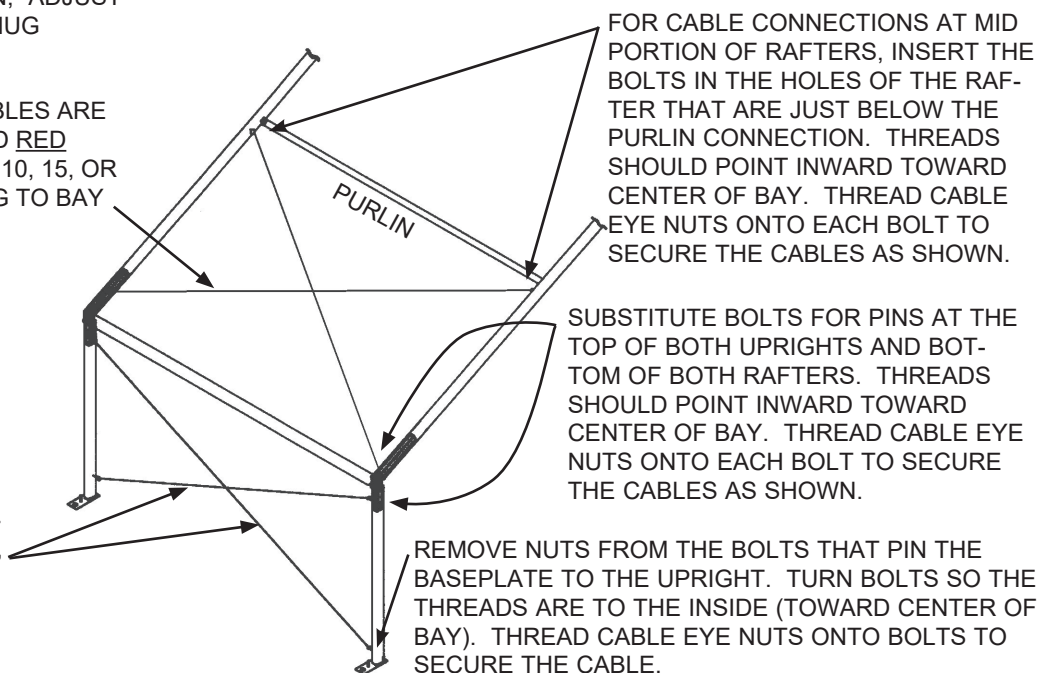 N, ADJUST
UG
BLES ARE
D RED
10, 15, OR
G TO BAY
PURLIN
FOR CABLE CONNECTIONS AT MID
PORTION OF RAFTERS, INSERT THE
BOLTS IN THE HOLES OF THE RAF-
TER THAT ARE JUST BELOW THE
PURLIN CONNECTION. THREADS
SHOULD POINT INWARD TOWARD
CENTER OF BAY. THREAD CABLE
EYE NUTS ONTO EACH BOLT TO
SECURE THE CABLES AS SHOWN.
SUBSTITUTE BOLTS FOR PINS AT THE
TOP OF BOTH UPRIGHTS AND BOT-
TOM OF BOTH RAFTERS. THREADS
SHOULD POINT INWARD TOWARD
CENTER OF BAY. THREAD CABLE EYE
NUTS ONTO EACH BOLT TO SECURE
THE CABLES AS SHOWN.
REMOVE NUTS FROM THE BOLTS THAT PIN THE
BASEPLATE TO THE UPRIGHT. TURN BOLTS SO THE
THREADS ARE TO THE INSIDE (TOWARD CENTER OF
BAY). THREAD CABLE EYE NUTS ONTO BOLTS TO
SECURE THE CABLE.